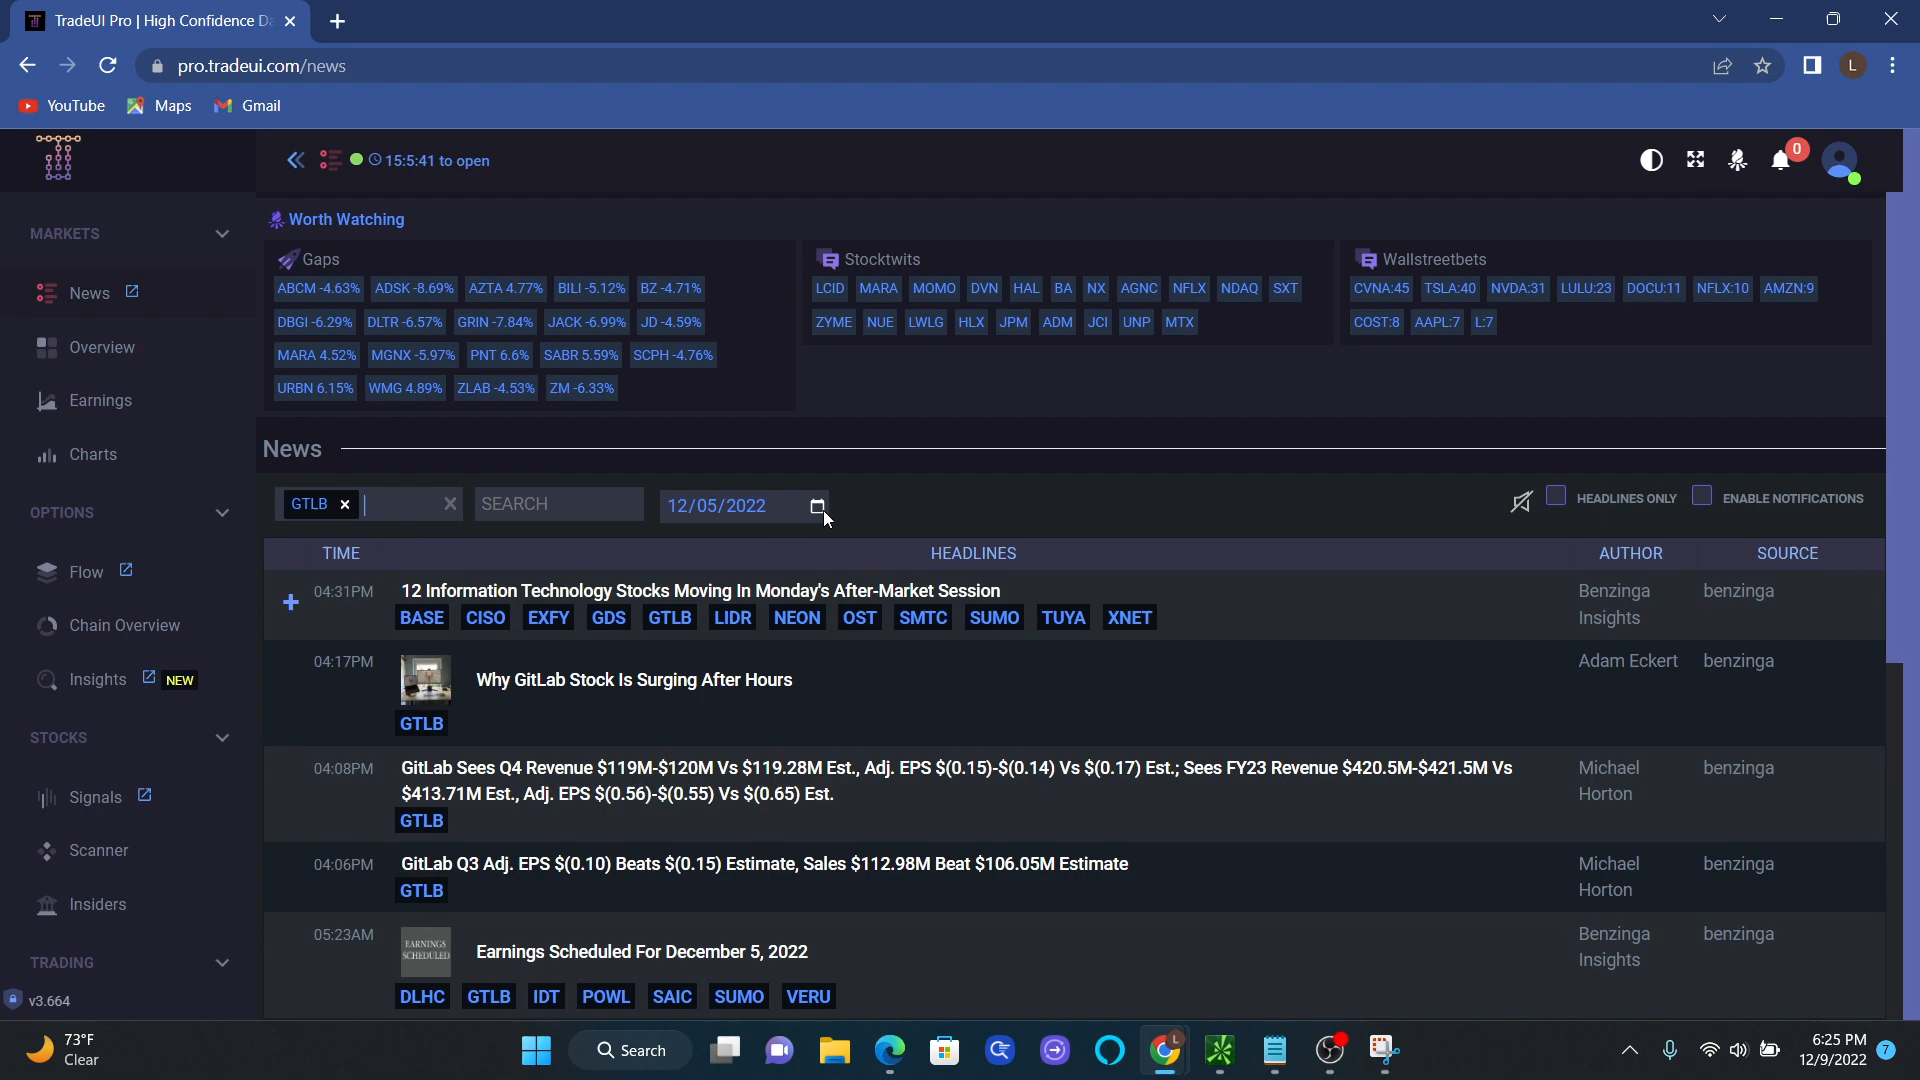 TradeUI Pro | High Confidence Da
pro.tradeui.com/news
L
YouTube
Maps
Gmail
15:5:41 to open
0
MARKETS
News
Overview
Earnings
Charts
OPTIONS
Flow
Chain Overview
Insights NEW
STOCKS
Signals
Scanner
Insiders
TRADING
v3.664
Worth Watching
Gaps
ABCM -4.63% ADSK -8.69% AZTA 4.77% BILI -5.12% BZ -4.71%
DBGI -6.29% DLTR -6.57% GRIN -7.84% JACK -6.99% JD -4.59%
MARA 4.52% MGNX -5.97% PNT 6.6% SABR 5.59% SCPH -4.76%
URBN 6.15% WMG 4.89% ZLAB -4.53% ZM -6.33%
Stocktwits
LCID MARA MOMO DVN HAL BA NX AGNC NFLX NDAQ SXT
ZYME NUE LWLG HLX JPM ADM JCI UNP MTX
Wallstreetbets
CVNA:45 TSLA:40 NVDA:31 LULU:23 DOCU:11 NFLX:10 AMZN:9
COST:8 AAPL:7 L:7
News
GTLB SEARCH 12/05/2022 HEADLINES ONLY ENABLE NOTIFICATIONS
TIME HEADLINES AUTHOR SOURCE
04:31PM 12 Information Technology Stocks Moving In Monday's After-Market Session Benzinga benzinga
BASE CISO EXFY GDS GTLB LIDR NEON OST SMTC SUMO TUYA XNET Insights
04:17PM Why GitLab Stock Is Surging After Hours Adam Eckert benzinga
GTLB
04:08PM GitLab Sees Q4 Revenue $119M-$120M Vs $119.28M Est., Adj. EPS $(0.15)-$(0.14) Vs $(0.17) Est.; Sees FY23 Revenue $420.5M-$421.5M Vs Michael benzinga
$413.71M Est., Adj. EPS $(0.56)-$(0.55) Vs $(0.65) Est. Horton
GTLB
04:06PM GitLab Q3 Adj. EPS $(0.10) Beats $(0.15) Estimate, Sales $112.98M Beat $106.05M Estimate Michael benzinga
GTLB Horton
05:23AM EARNINGS SCHEDULED Earnings Scheduled For December 5, 2022 Benzinga benzinga
Insights
DLHC GTLB IDT POWL SAIC SUMO VERU
73°F
Clear
Search
L
6:25 PM
12/9/2022
7